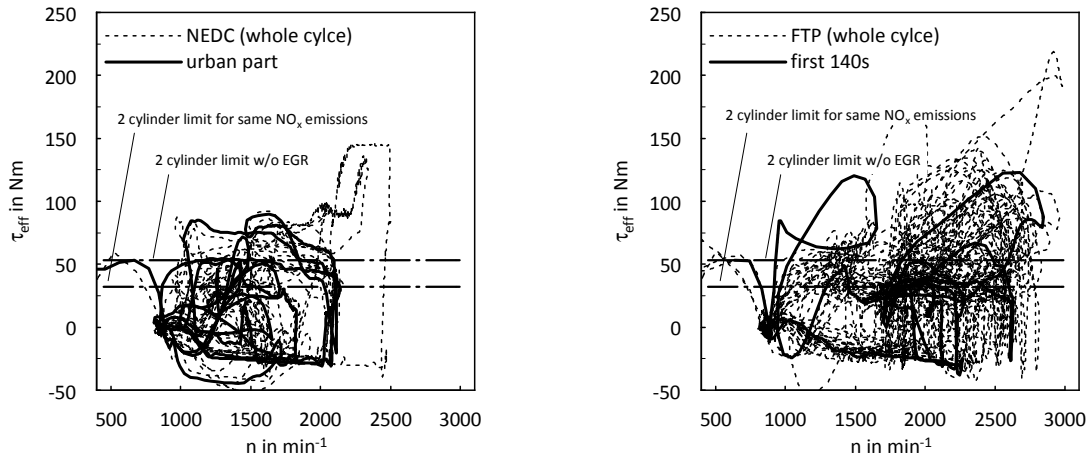 NEDC (whole cylce)
urban part
2 cylinder limit for same NOx emissions
2 cylinder limit w/o EGR
250
200
150
100
50
0
-50
τeff in Nm
500 1000 1500 2000 2500 3000
n in min-1
FTP (whole cylce)
first 140s
2 cylinder limit for same NOx emissions
2 cylinder limit w/o EGR
250
200
150
100
50
0
-50
τeff in Nm
500 1000 1500 2000 2500 3000
n in min-1